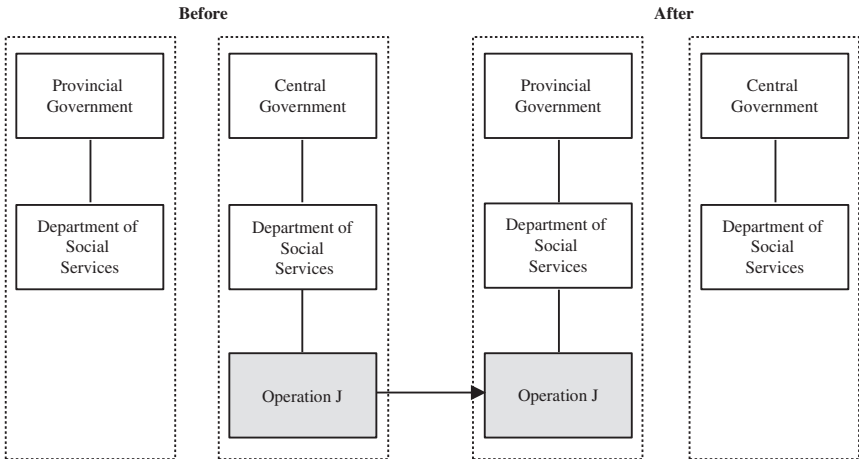 Before
After
Provincial
Government
Central
Government
Provincial
Government
Central
Government
Department of
Social
Services
Department of
Social
Services
Department of
Social
Services
Department of
Social
Services
Operation J
Operation J